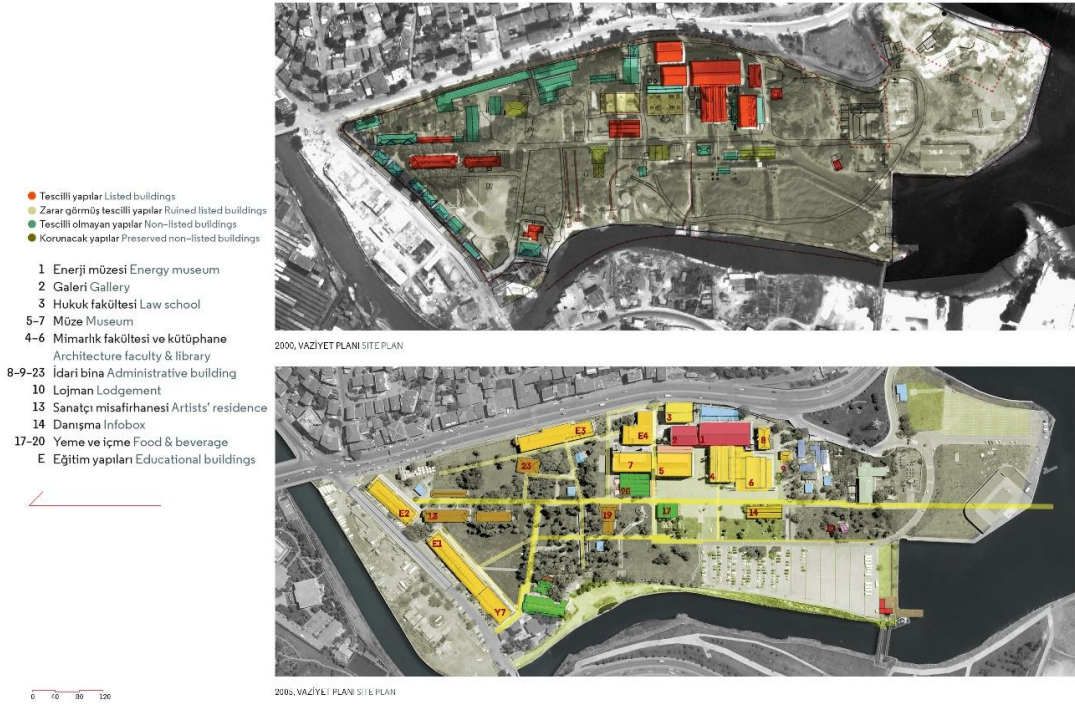 Tescilli yapılar Listed buildings
Zarar görmüş tescilli yapılar Ruined listed buildings
Tescilli olmayan yapılar Non-listed buildings
Korunacak yapılar Preserved non-listed buildings
1 Enerji müzesi Energy museum
2 Galeri Gallery
3 Hukuk fakültesi Law school
5-7 Müze Museum
4-6 Mimarlık fakültesi ve kütüphane
Architecture faculty & library
8-9-23 İdari bina Administrative building
10 Lojman Lodgement
13 Sanatçı misafirhanesi Artists' residence
14 Danışma Infobox
17-20 Yeme ve içme Food & beverage
E Eğitim yapıları Educational buildings
0 40 80 120
2000, VAZİYET PLANI SITE PLAN
E3
E4
3
2
1
8
23
7
5
4
6
9
20
E2
13
19
17
14
E1
Y7
2005, VAZİYET PLANI SITE PLAN